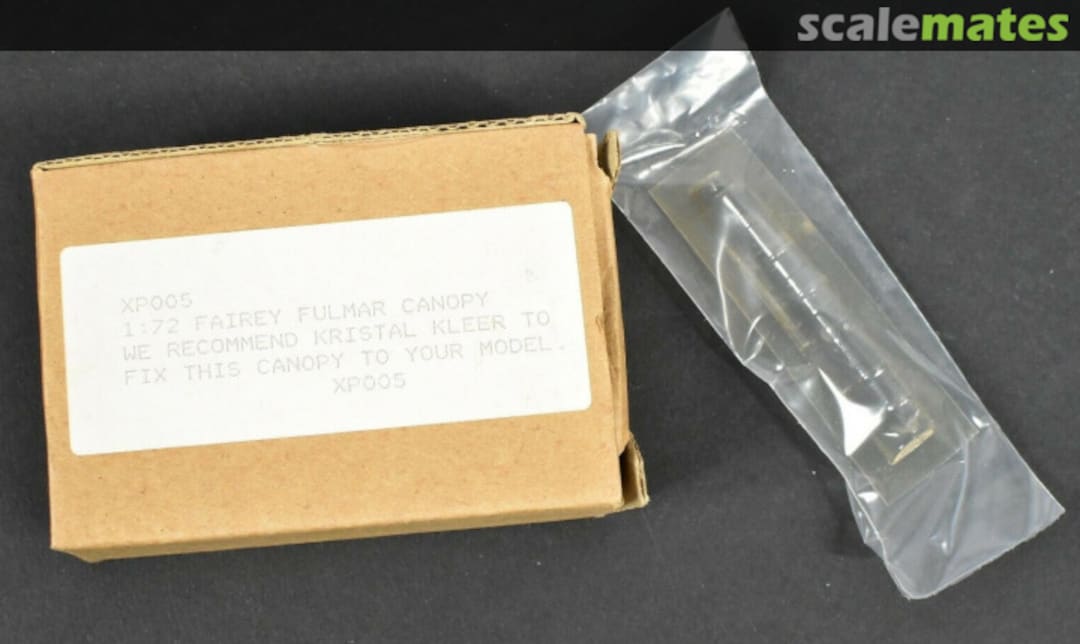 scalemates
XP005
1:72 FAIREY FULMAR CANOPY
WE RECOMMEND KRISTAL KLEER TO
FIX THIS CANOPY TO YOUR MODEL.
XP005